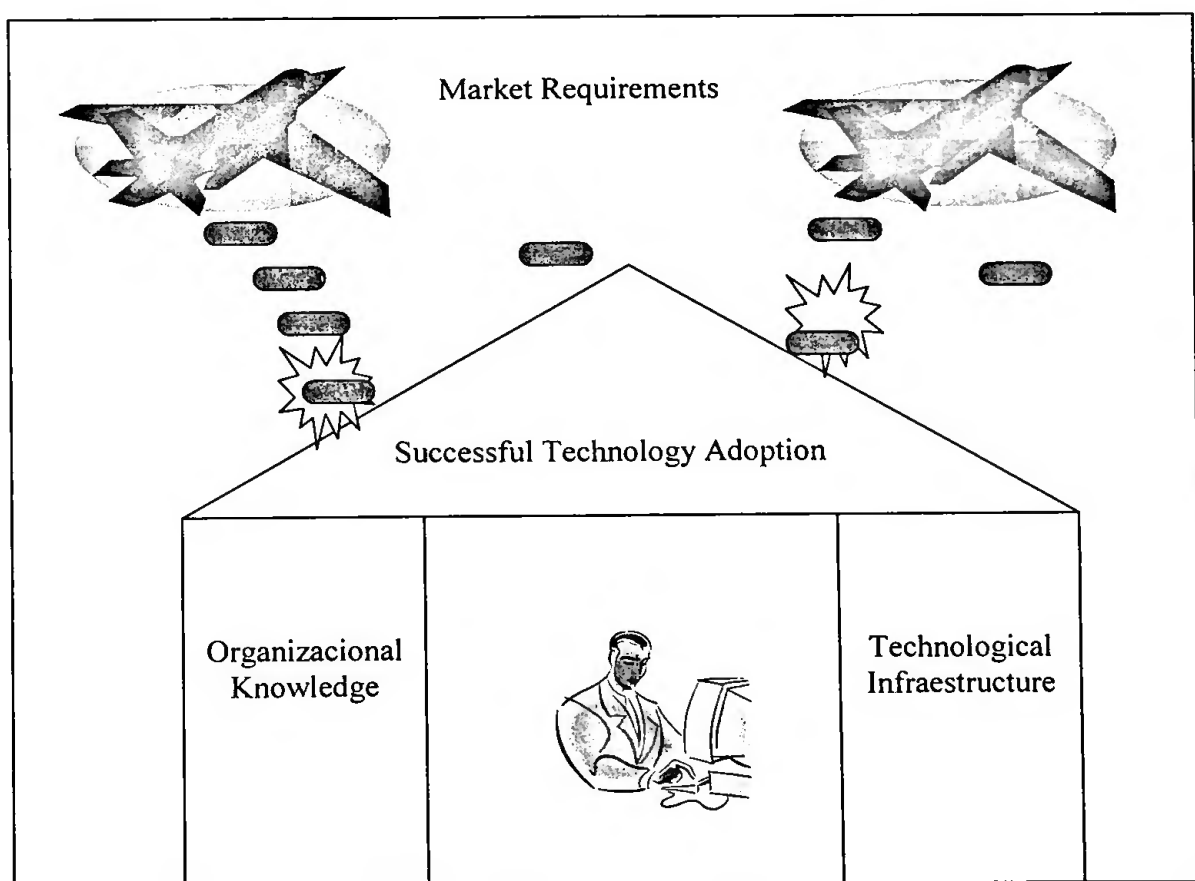 Market Requirements
Successful Technology Adoption
Organizacional
Knowledge
Technological
Infraestructure